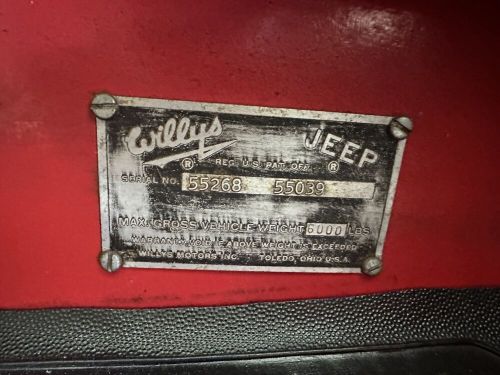 Willys JEEP
® REG. U.S. PAT. OFF. ®
SERIAL NO. 55268 55039
MAX. GROSS VEHICLE WEIGHT 6000 LBS.
WARRANTY VOID IF ABOVE WEIGHT IS EXCEEDED
WILLYS MOTORS INC. • TOLEDO, OHIO U.S.A.